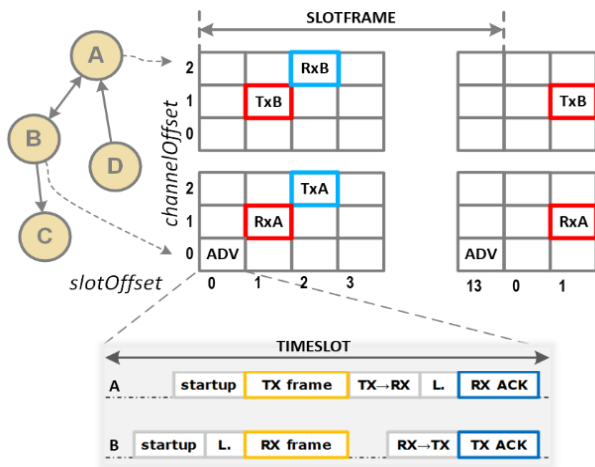 SLOTFRAME
A
B
D
C
channelOffset
2
RxB
1
TxB
TxB
0
2
TxA
1
RxA
RxA
0
ADV
ADV
slotOffset
0 1 2 3 13 0 1
TIMESLOT
A startup TX frame TX→RX L. RX ACK
B startup L. RX frame RX→TX TX ACK